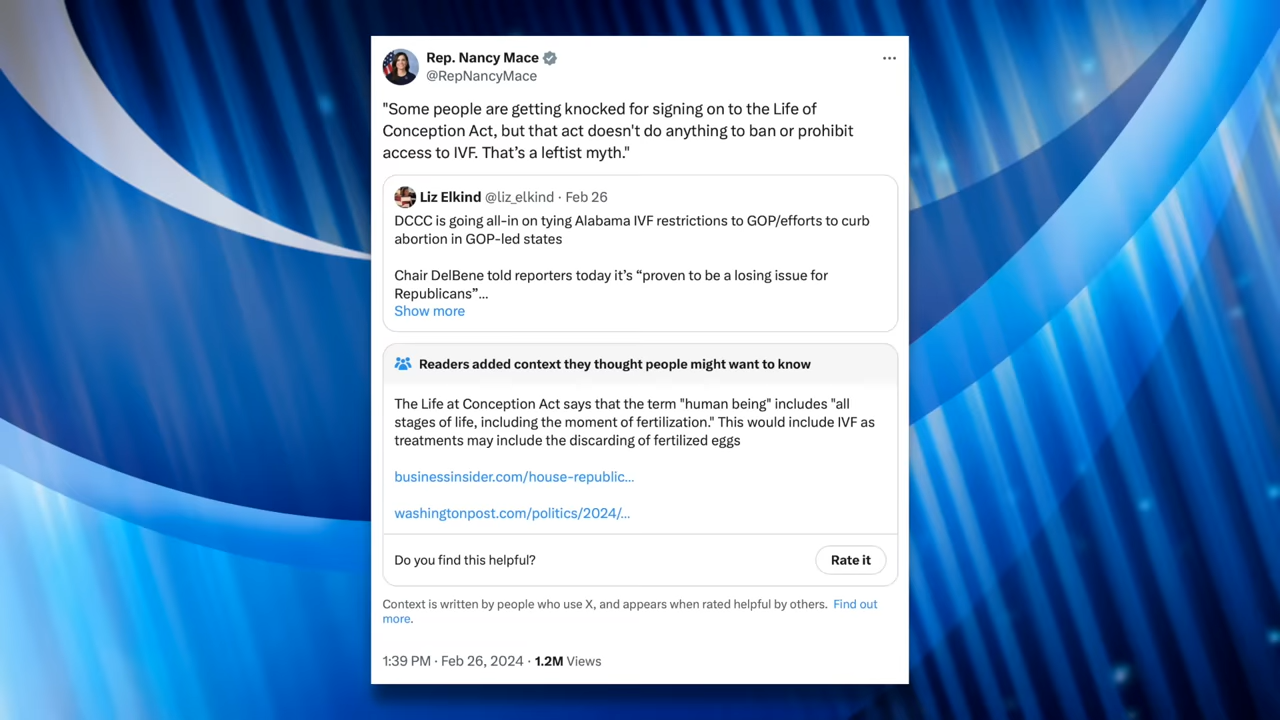 Rep. Nancy Mace
@RepNancyMace
"Some people are getting knocked for signing on to the Life of
Conception Act, but that act doesn't do anything to ban or prohibit
access to IVF. That’s a leftist myth."
Liz Elkind @liz_elkind · Feb 26
DCCC is going all-in on tying Alabama IVF restrictions to GOP/efforts to curb
abortion in GOP-led states
Chair DelBene told reporters today it’s “proven to be a losing issue for
Republicans”...
Show more
Readers added context they thought people might want to know
The Life at Conception Act says that the term "human being" includes "all
stages of life, including the moment of fertilization." This would include IVF as
treatments may include the discarding of fertilized eggs
businessinsider.com/house-republic...
washingtonpost.com/politics/2024/...
Do you find this helpful?
Rate it
Context is written by people who use X, and appears when rated helpful by others. Find out
more.
1:39 PM · Feb 26, 2024 · 1.2M Views